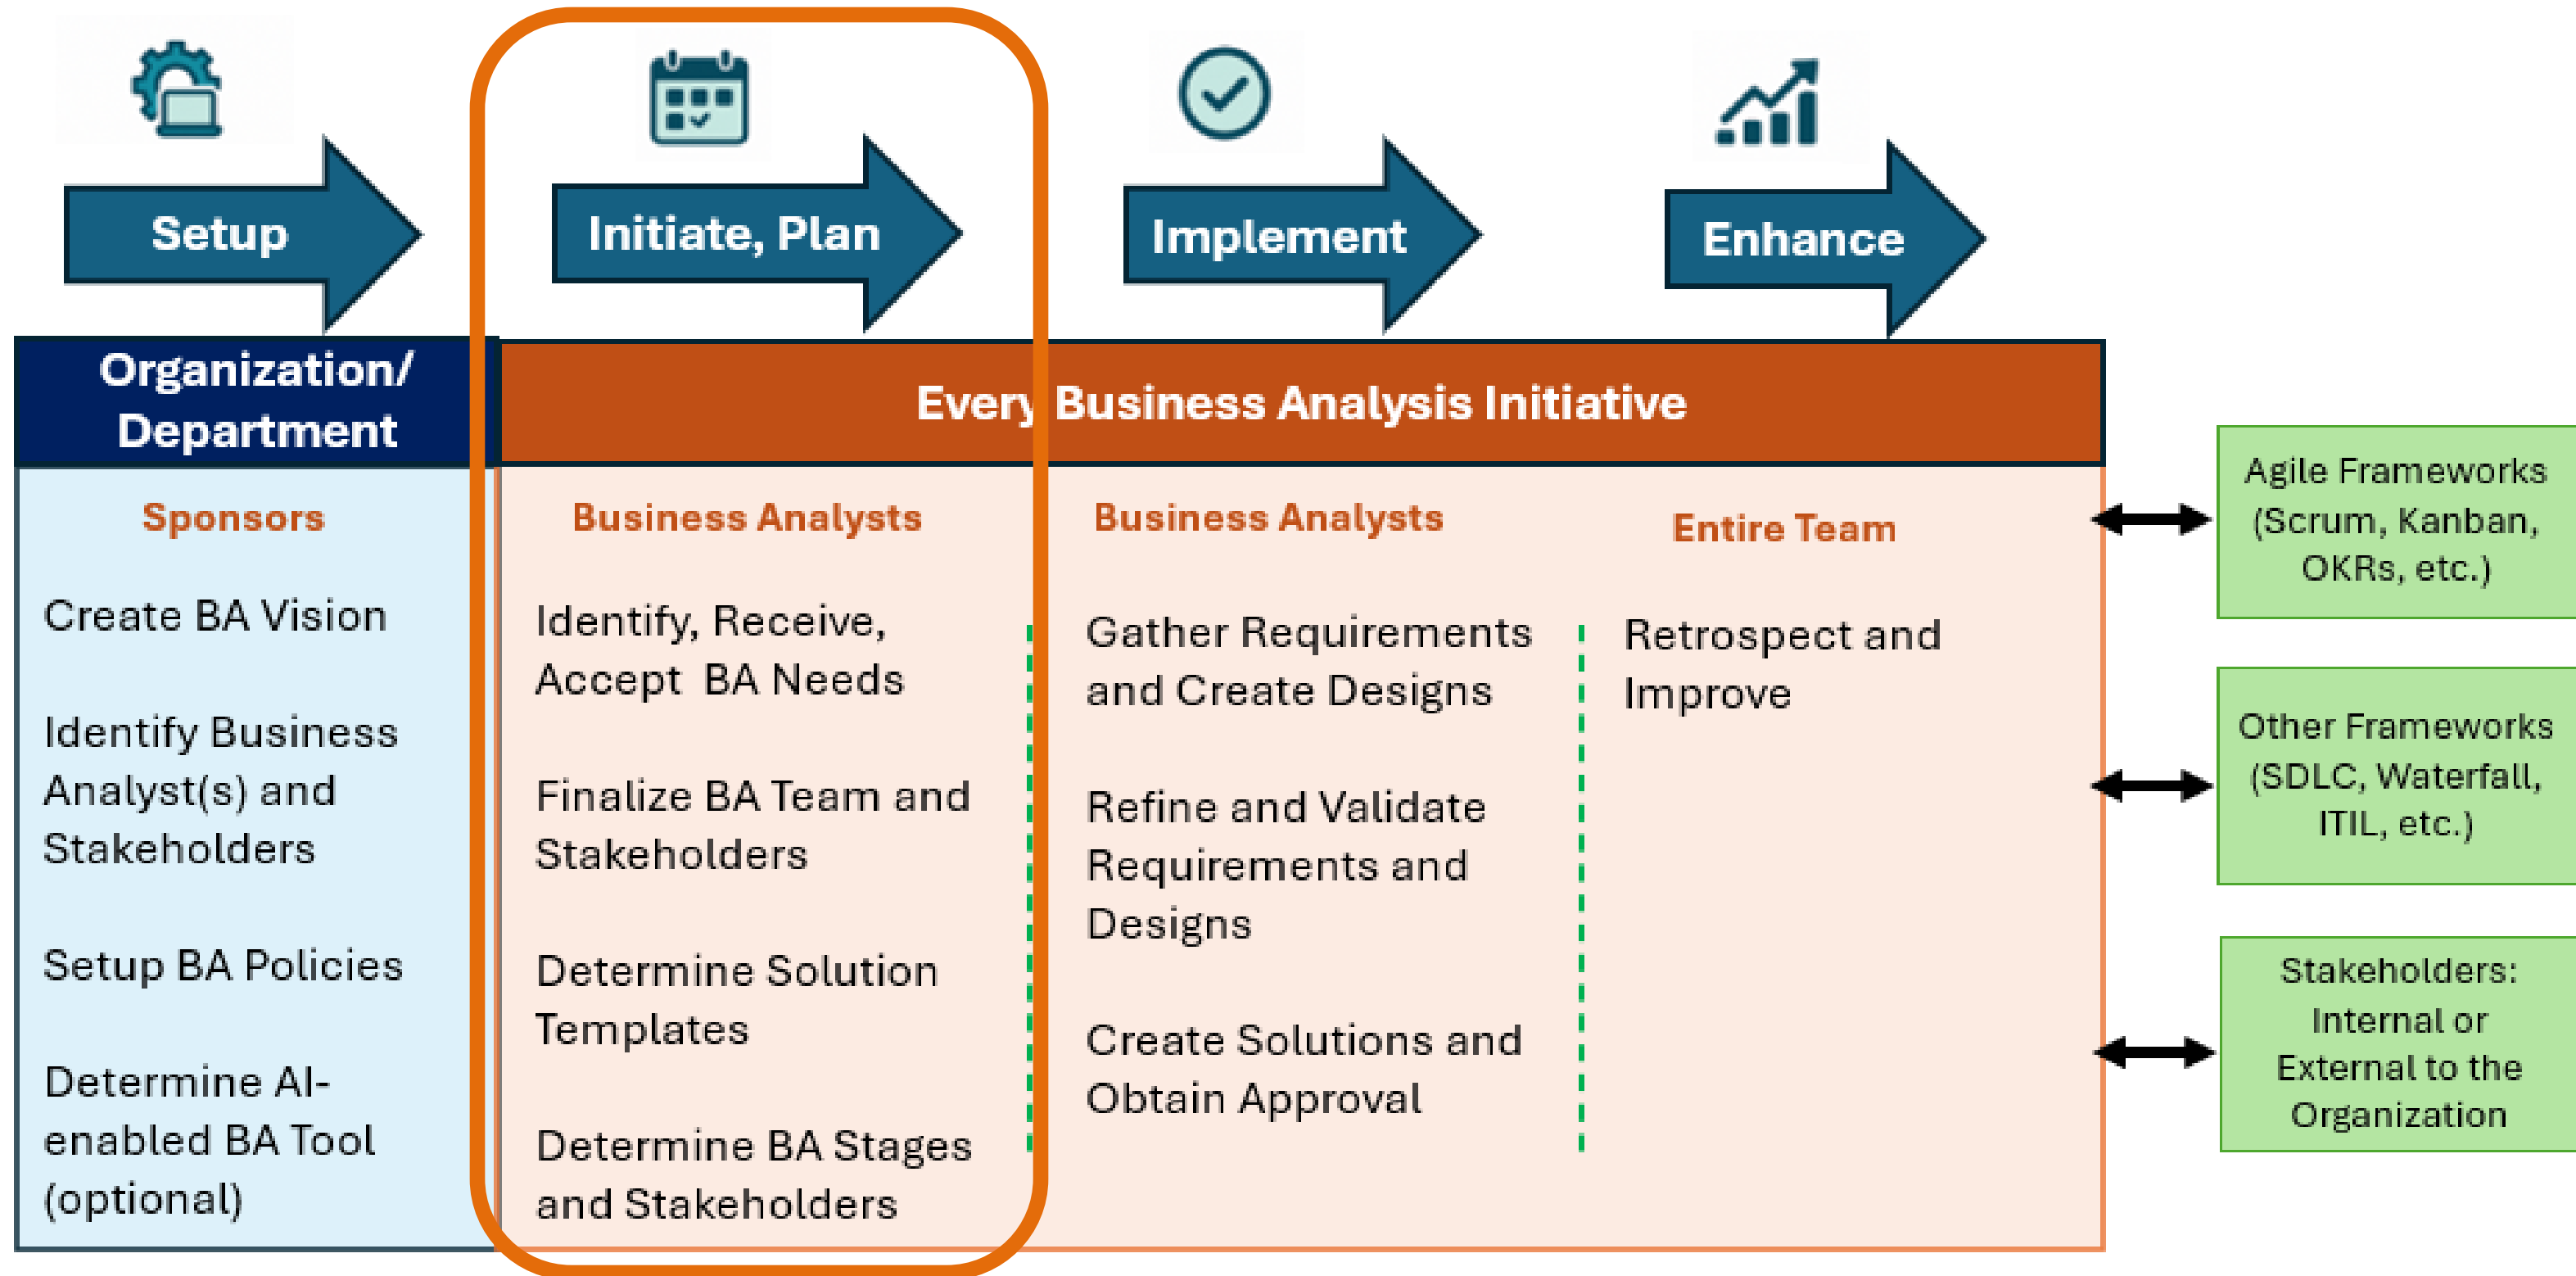 Setup
Initiate, Plan
Implement
Enhance
Organization/
Department
Every Business Analysis Initiative
Sponsors
Create BA Vision
Identify Business
Analyst(s) and
Stakeholders
Setup BA Policies
Determine AI-
enabled BA Tool
(optional)
Business Analysts
Identify, Receive,
Accept  BA Needs
Finalize BA Team and
Stakeholders
Determine Solution
Templates
Determine BA Stages
and Stakeholders
Business Analysts
Gather Requirements
and Create Designs
Refine and Validate
Requirements and
Designs
Create Solutions and
Obtain Approval
Entire Team
Retrospect and
Improve
Agile Frameworks
(Scrum, Kanban,
OKRs, etc.)
Other Frameworks
(SDLC, Waterfall,
ITIL, etc.)
Stakeholders:
Internal or
External to the
Organization